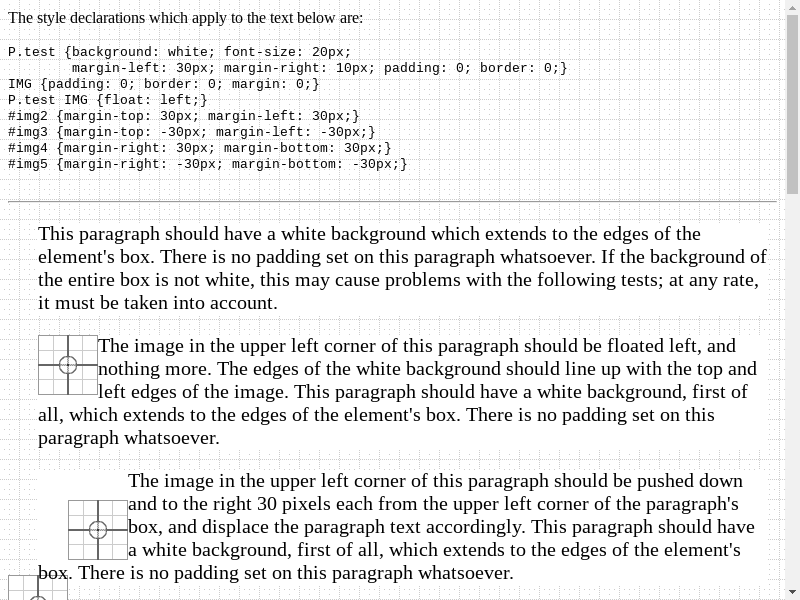 The style declarations which apply to the text below are:
P.test {background: white; font-size: 20px;
margin-left: 30px; margin-right: 10px; padding: 0; border: 0;}
IMG {padding: 0; border: 0; margin: 0;}
P.test IMG {float: left;}
#img2 {margin-top: 30px; margin-left: 30px;}
#img3 {margin-top: -30px; margin-left: -30px;}
#img4 {margin-right: 30px; margin-bottom: 30px;}
#img5 {margin-right: -30px; margin-bottom: -30px;}
This paragraph should have a white background which extends to the edges of the
element's box. There is no padding set on this paragraph whatsoever. If the background of
the entire box is not white, this may cause problems with the following tests; at any rate,
it must be taken into account.
The image in the upper left corner of this paragraph should be floated left, and
nothing more. The edges of the white background should line up with the top and
left edges of the image. This paragraph should have a white background, first of
all, which extends to the edges of the element's box. There is no padding set on this
paragraph whatsoever.
The image in the upper left corner of this paragraph should be pushed down
and to the right 30 pixels each from the upper left corner of the paragraph's
box, and displace the paragraph text accordingly. This paragraph should have
a white background, first of all, which extends to the edges of the element's
box. There is no padding set on this paragraph whatsoever.